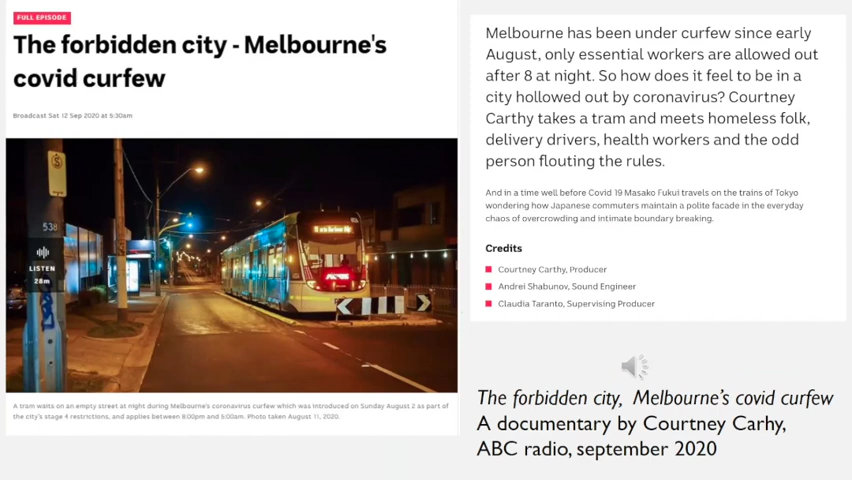 FULL EPISODE
The forbidden city - Melbourne's
covid curfew
Broadcast Sat 12 Sep 2020 at 5:30am
538
LISTEN
28m
A tram waits on an empty street at night during Melbourne's coronavirus curfew which was introduced on Sunday August 2 as part of
the city's stage 4 restrictions, and applies between 8:00pm and 5:00am. Photo taken August 11, 2020.
Melbourne has been under curfew since early
August, only essential workers are allowed out
after 8 at night. So how does it feel to be in a
city hollowed out by coronavirus? Courtney
Carthy takes a tram and meets homeless folk,
delivery drivers, health workers and the odd
person flouting the rules.
And in a time well before Covid 19 Masako Fukui travels on the trains of Tokyo
wondering how Japanese commuters maintain a polite facade in the everyday
chaos of overcrowding and intimate boundary breaking.
Credits
Courtney Carthy, Producer
Andrei Shabunov, Sound Engineer
Claudia Taranto, Supervising Producer
The forbidden city, Melbourne's covid curfew
A documentary by Courtney Carhy,
ABC radio, september 2020